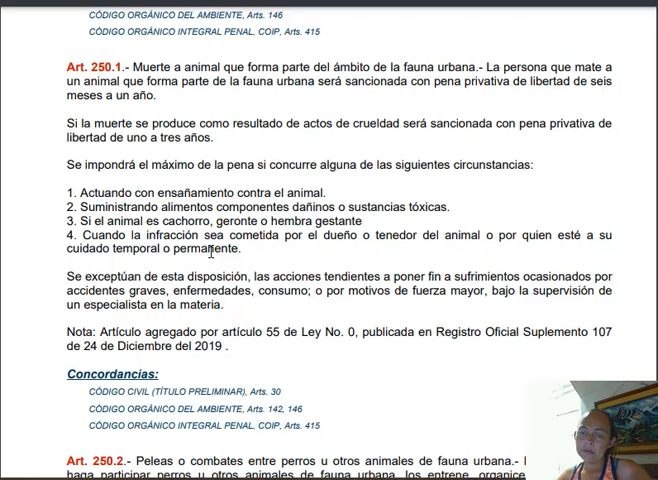 CÓDIGO ORGÁNICO DEL AMBIENTE, Arts. 146
CÓDIGO ORGÁNICO INTEGRAL PENAL, COIP, Arts. 415
Art. 250.1.- Muerte a animal que forma parte del ámbito de la fauna urbana.- La persona que mate a
un animal que forma parte de la fauna urbana será sancionada con pena privativa de libertad de seis
meses a un año.
Si la muerte se produce como resultado de actos de crueldad será sancionada con pena privativa de
libertad de uno a tres años.
Se impondrá el máximo de la pena si concurre alguna de las siguientes circunstancias:
1. Actuando con ensañamiento contra el animal.
2. Suministrando alimentos componentes dañinos o sustancias tóxicas.
3. Si el animal es cachorro, geronte o hembra gestante
4. Cuando la infracción sea cometida por el dueño o tenedor del animal o por quien esté a su
cuidado temporal o permanente.
Se exceptúan de esta disposición, las acciones tendientes a poner fin a sufrimientos ocasionados por
accidentes graves, enfermedades, consumo; o por motivos de fuerza mayor, bajo la supervisión de
un especialista en la materia.
Nota: Artículo agregado por artículo 55 de Ley No. 0, publicada en Registro Oficial Suplemento 107
de 24 de Diciembre del 2019 .
Concordancias:
CÓDIGO CIVIL (TÍTULO PRELIMINAR), Arts. 30
CÓDIGO ORGÁNICO DEL AMBIENTE, Arts. 142, 146
CÓDIGO ORGÁNICO INTEGRAL PENAL, COIP, Arts. 415
Art. 250.2.- Peleas o combates entre perros u otros animales de fauna urbana.-
haga participar perros u otros animales de fauna urbana, los entrene, organice